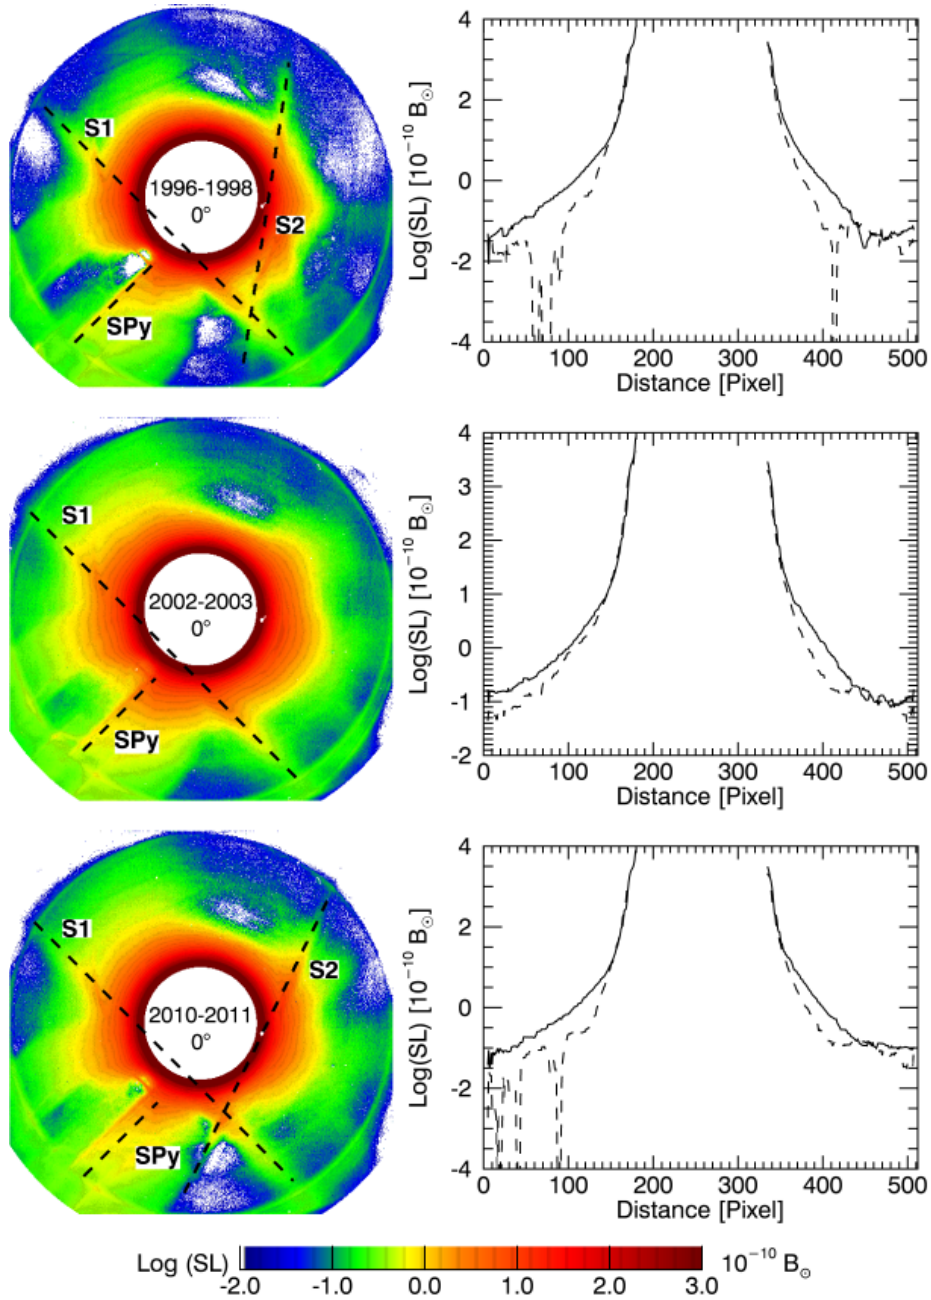 S1
1996-1998
0°
S2
SPy
Log(SL) [10⁻¹⁰ B☉]
4
2
0
-2
-4
0 100 200 300 400 500
Distance [Pixel]
S1
2002-2003
0°
SPy
Log(SL) [10⁻¹⁰ B☉]
4
3
2
1
0
-1
-2
0 100 200 300 400 500
Distance [Pixel]
S1
S2
2010-2011
0°
SPy
Log(SL) [10⁻¹⁰ B☉]
4
2
0
-2
-4
0 100 200 300 400 500
Distance [Pixel]
Log (SL) 10⁻¹⁰ B☉
-2.0 -1.0 0.0 1.0 2.0 3.0